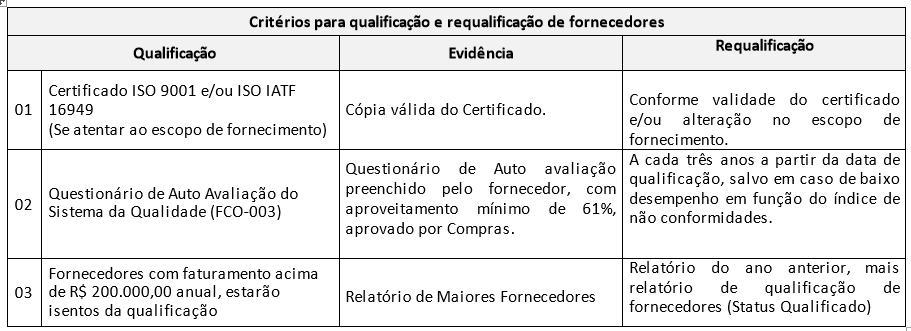 Critérios para qualificação e requalificação de fornecedores
Qualificação
Evidência
Requalificação
01
Certificado ISO 9001 e/ou ISO IATF
16949
(Se atentar ao escopo de fornecimento)
Cópia válida do Certificado.
Conforme validade do certificado
e/ou alteração no escopo de
fornecimento.
02
Questionário de Auto Avaliação do
Sistema da Qualidade (FCO-003)
Questionário de Auto avaliação
preenchido pelo fornecedor, com
aproveitamento mínimo de 61%,
aprovado por Compras.
A cada três anos a partir da data de
qualificação, salvo em caso de baixo
desempenho em função do índice de
não conformidades.
03
Fornecedores com faturamento acima
de R$ 200.000,00 anual, estarão
isentos da qualificação
Relatório de Maiores Fornecedores
Relatório do ano anterior, mais
relatório de qualificação de
fornecedores (Status Qualificado)